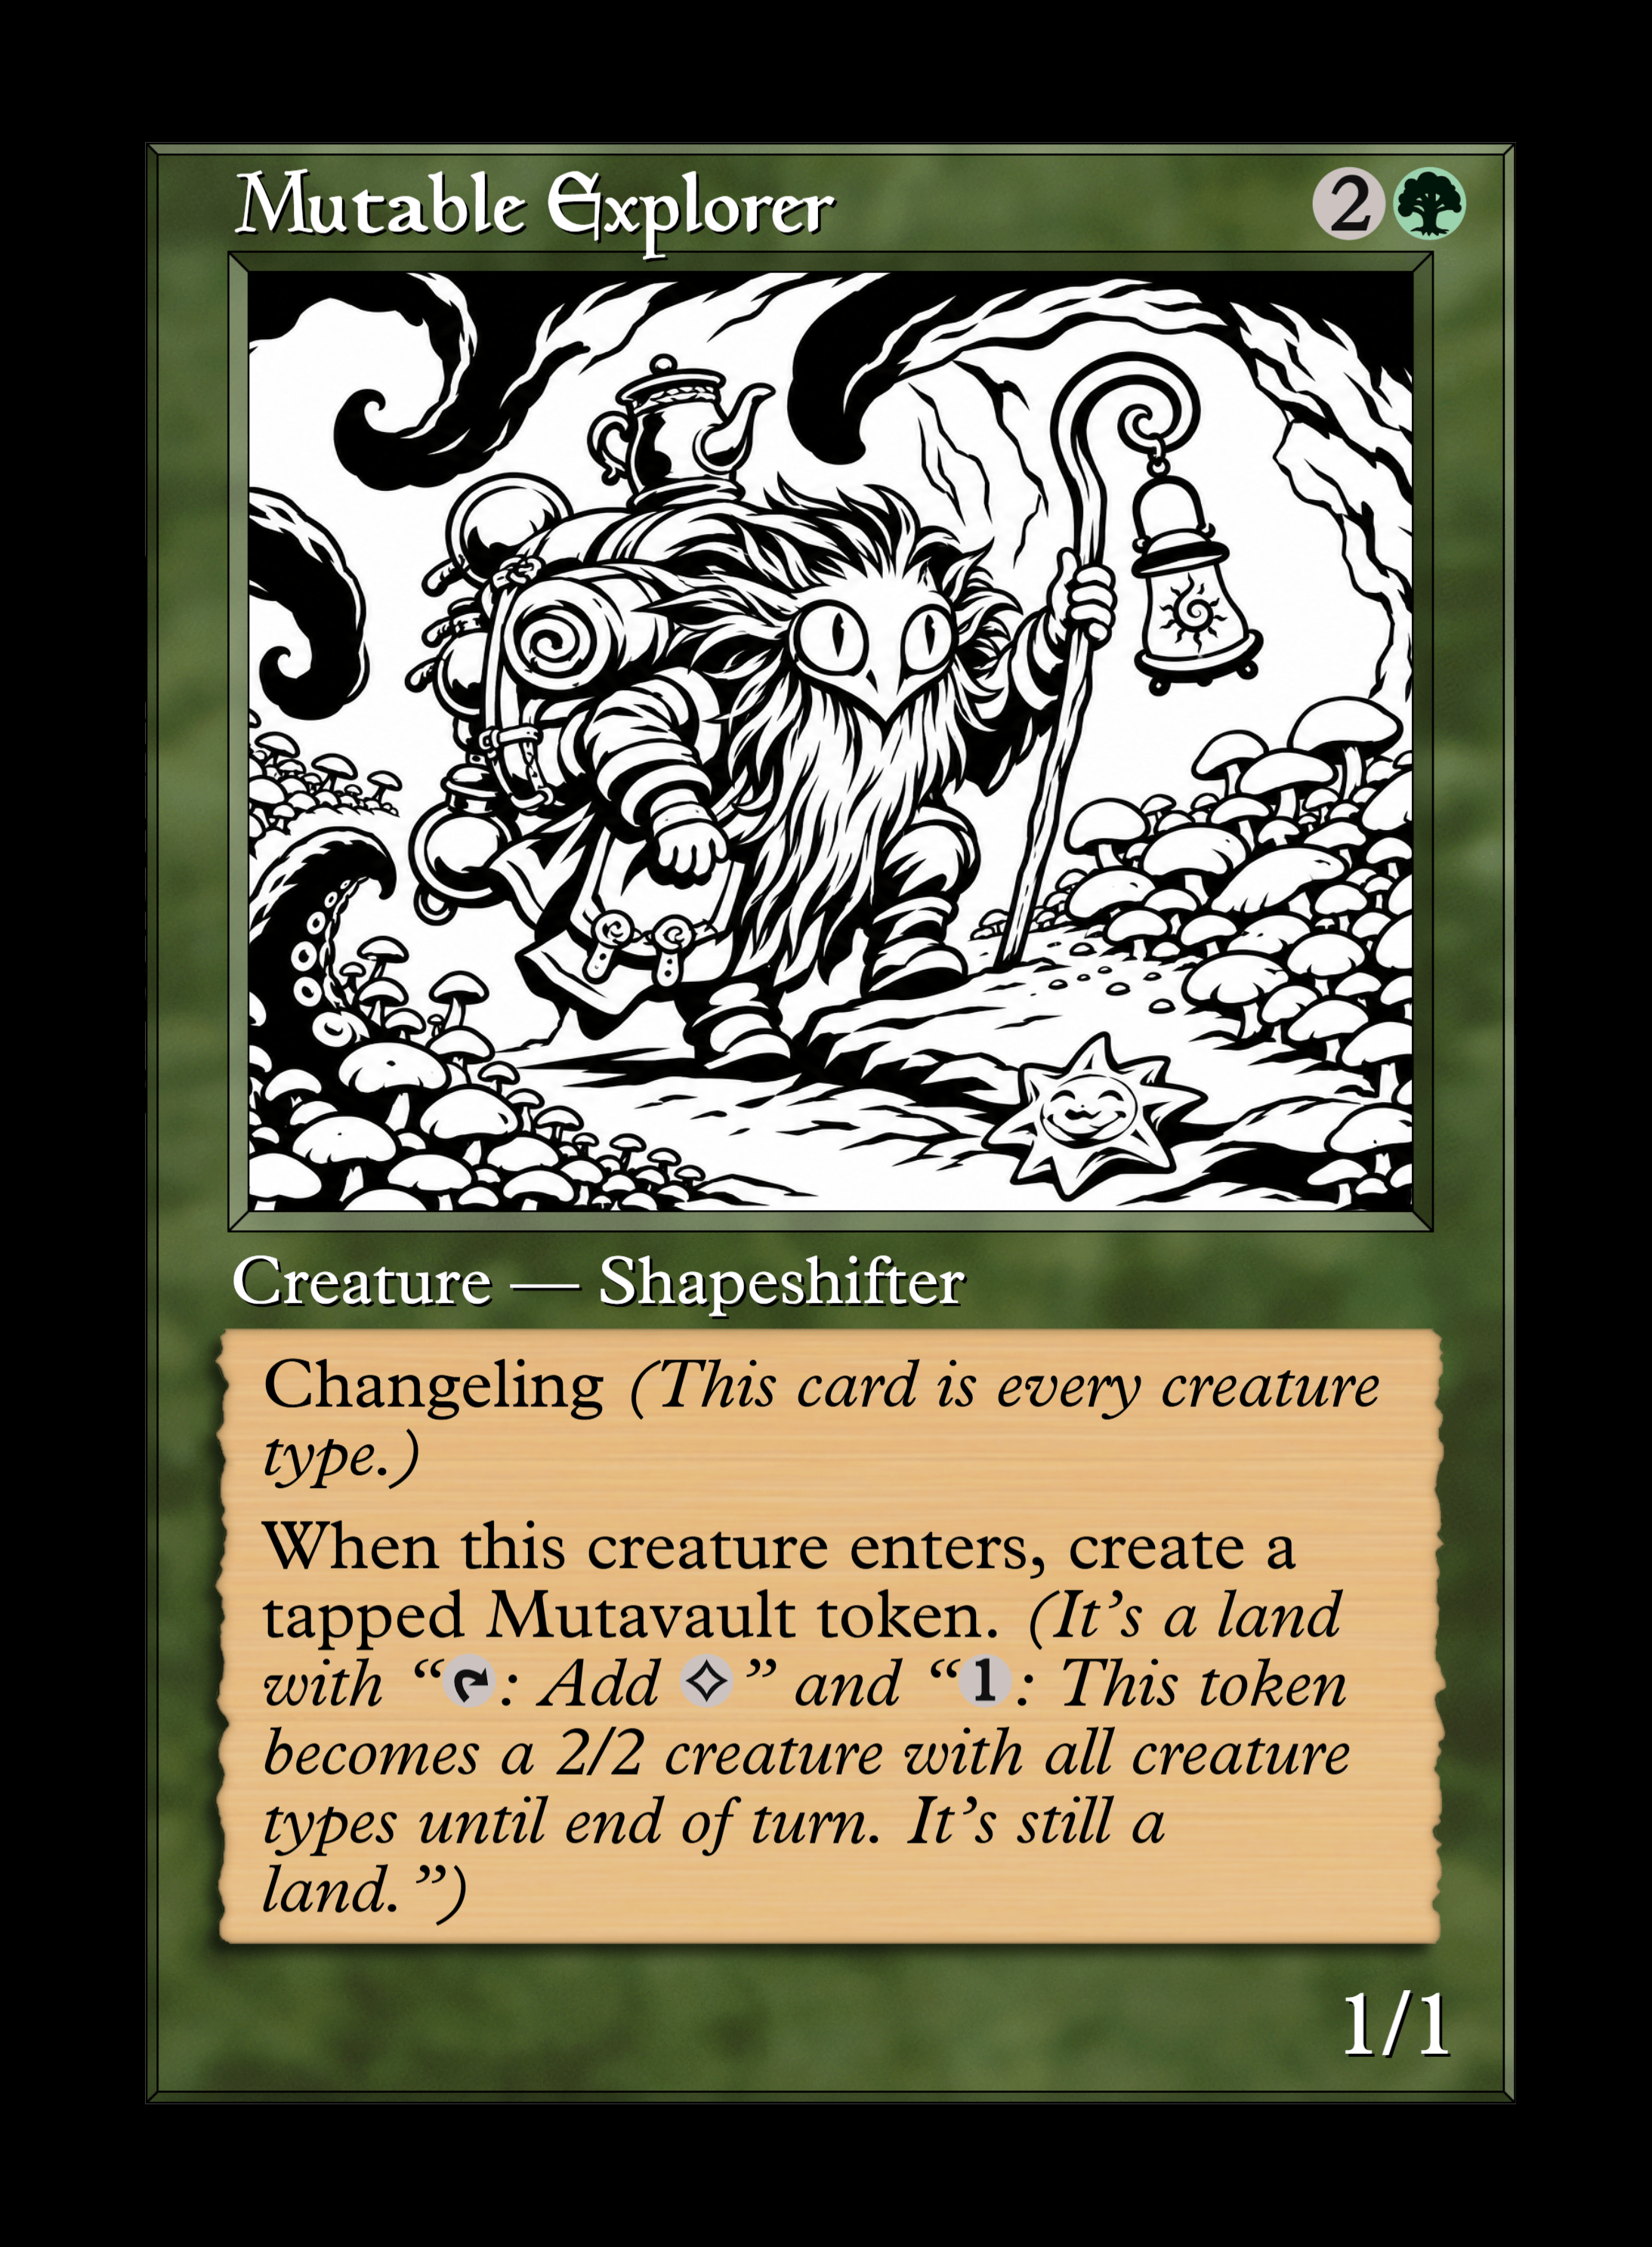 Mutable Explorer 2
Creature — Shapeshifter
Changeling (This card is every creature
type.)
When this creature enters, create a
tapped Mutavault token. (It’s a land
with “: Add ” and “1: This token
becomes a 2/2 creature with all creature
types until end of turn. It’s still a
land.”)
1/1